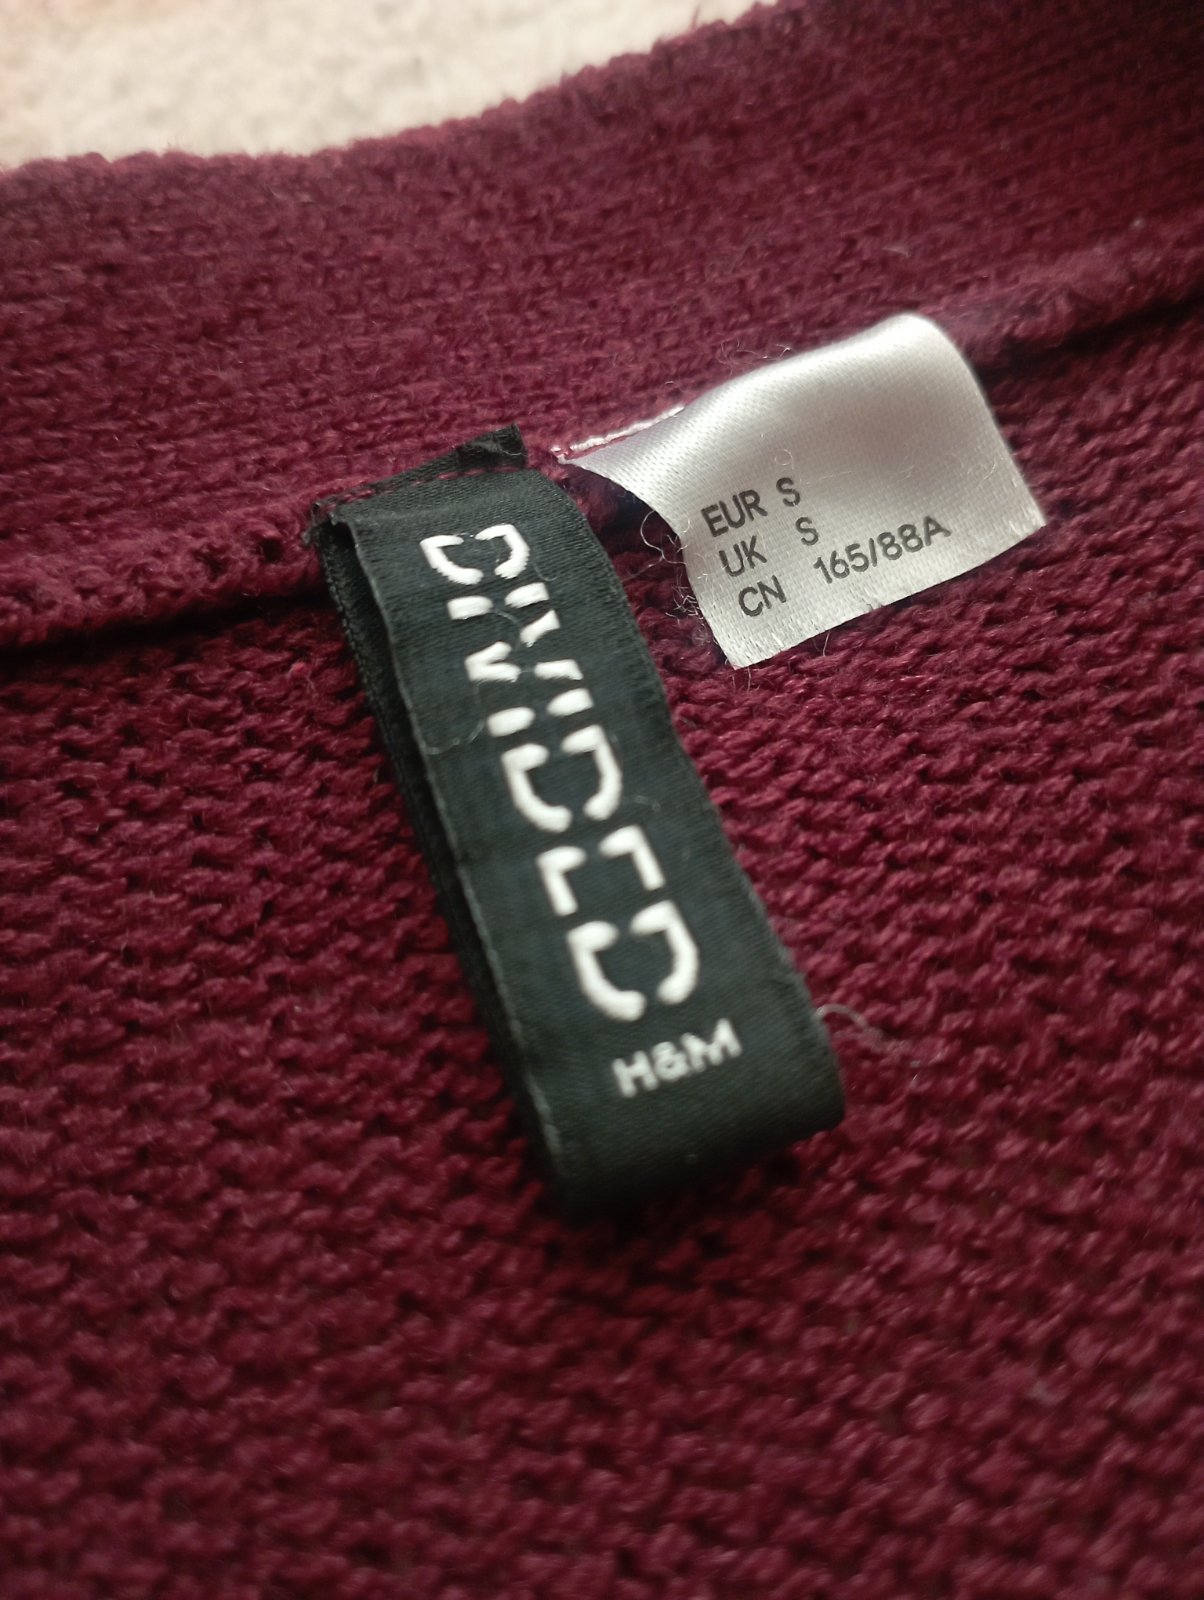 DIVIDED
H&M
EUR S
UK S
CN 165/88A